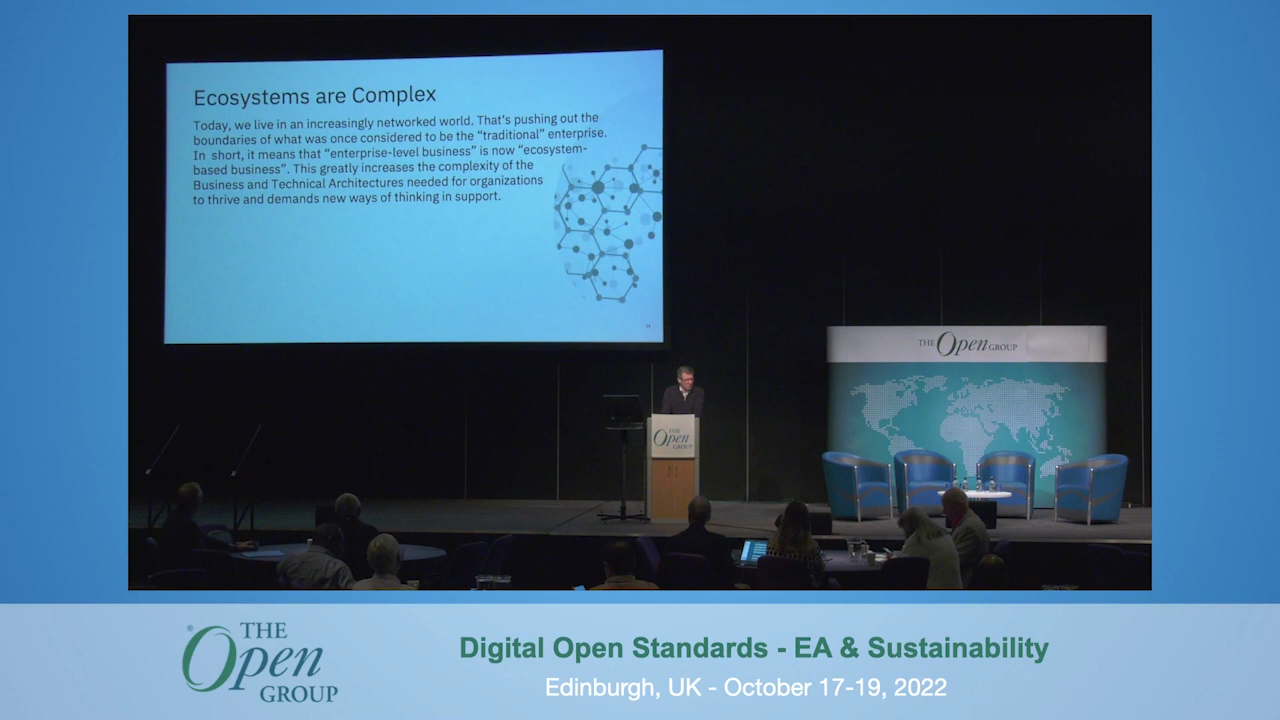 Ecosystems are Complex
Today, we live in an increasingly networked world. That's pushing out the
boundaries of what was once considered to be the “traditional” enterprise.
In short, it means that “enterprise-level business” is now “ecosystem-
based business”. This greatly increases the complexity of the
Business and Technical Architectures needed for organizations
to thrive and demands new ways of thinking in support.
THE Open GROUP
THE
Open
GROUP
®
THE
Open
GROUP
Digital Open Standards - EA & Sustainability
Edinburgh, UK - October 17-19, 2022